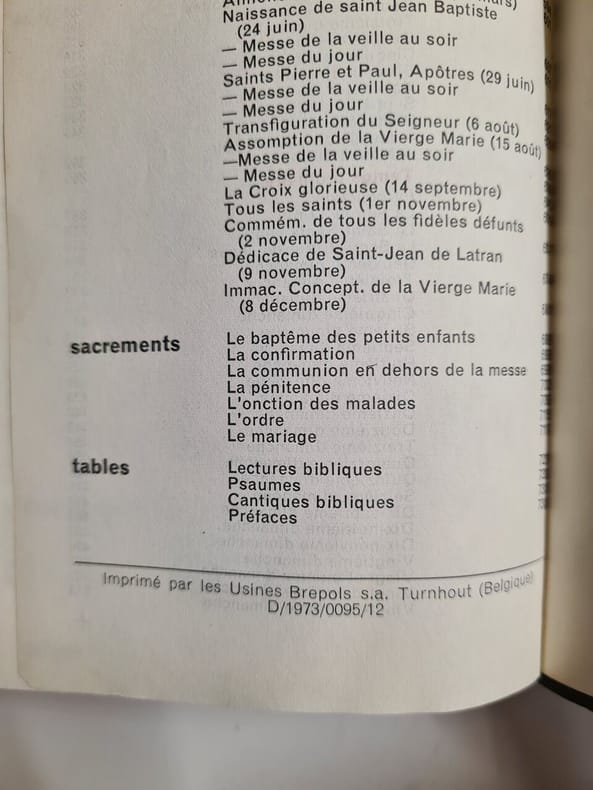 Naissance de saint Jean Baptiste
(24 juin)
— Messe de la veille au soir
— Messe du jour
Saints Pierre et Paul, Apôtres (29 juin)
— Messe de la veille au soir
— Messe du jour
Transfiguration du Seigneur (6 août)
Assomption de la Vierge Marie (15 août)
—Messe de la veille au soir
— Messe du jour
La Croix glorieuse (14 septembre)
Tous les saints (1er novembre)
Commém. de tous les fidèles défunts
(2 novembre)
Dédicace de Saint-Jean de Latran
(9 novembre)
Immac. Concept. de la Vierge Marie
(8 décembre)
sacrements Le baptême des petits enfants
La confirmation
La communion en dehors de la messe
La pénitence
L'onction des malades
L'ordre
Le mariage
tables Lectures bibliques
Psaumes
Cantiques bibliques
Préfaces
Imprimé par les Usines Brepols s.a. Turnhout (Belgique)
D/1973/0095/12